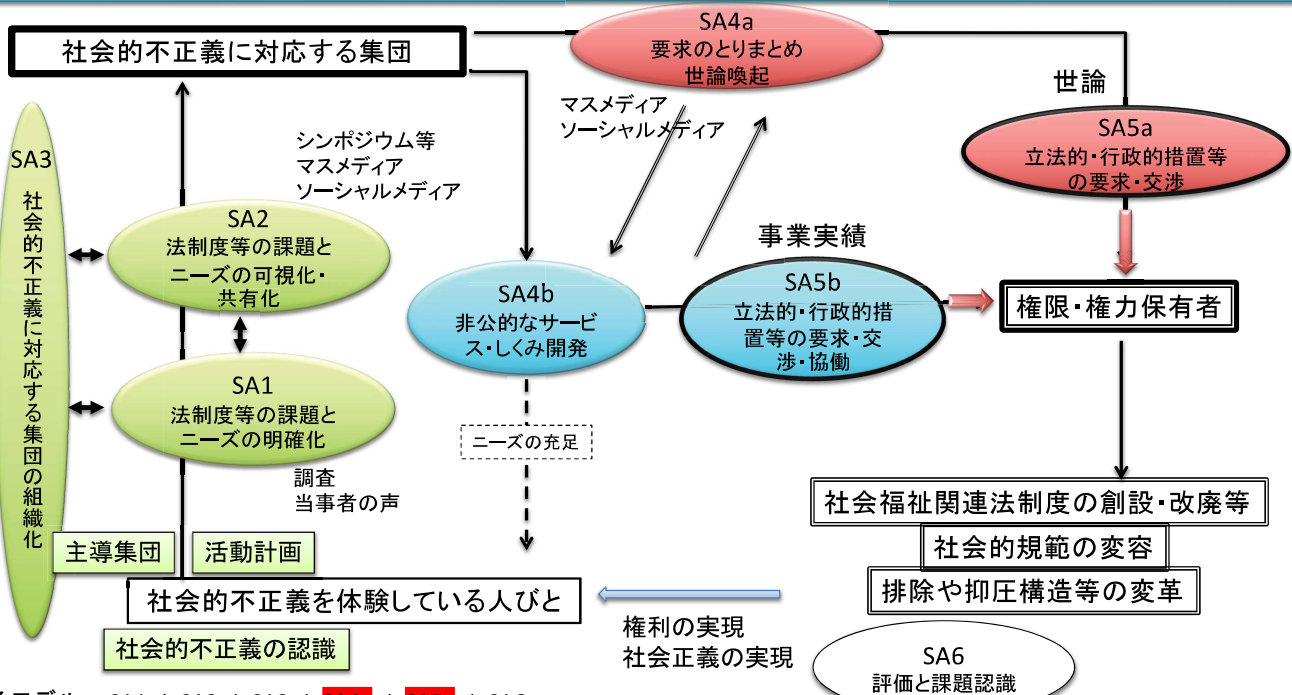 社会的不正義に対応する集団
SA4a
要求のとりまとめ
世論喚起
世論
SA5a
立法的・行政的措置等
の要求・交渉
マスメディア
ソーシャルメディア
シンポジウム等
マスメディア
ソーシャルメディア
SA3
社会的不正義に対応する集団の組織化
SA2
法制度等の課題と
ニーズの可視化・
共有化
SA1
法制度等の課題と
ニーズの明確化
調査
当事者の声
SA4b
非公的なサービ
ス・しくみ開発
事業実績
SA5b
立法的・行政的措
置等の要求・交
渉・協働
権限・権力保有者
ニーズの充足
社会福祉関連法制度の創設・改廃等
社会的規範の変容
排除や抑圧構造等の変革
主導集団
活動計画
社会的不正義を体験している人びと
社会的不正義の認識
権利の実現
社会正義の実現
SA6
評価と課題認識